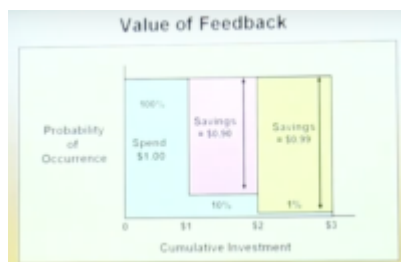 Value of Feedback
Probability
of
Occurrence
100%
Spend
$1.00
Savings
= $0.90
Savings
= $0.99
10%
1%
0
$1
$2
$3
Cumulative Investment